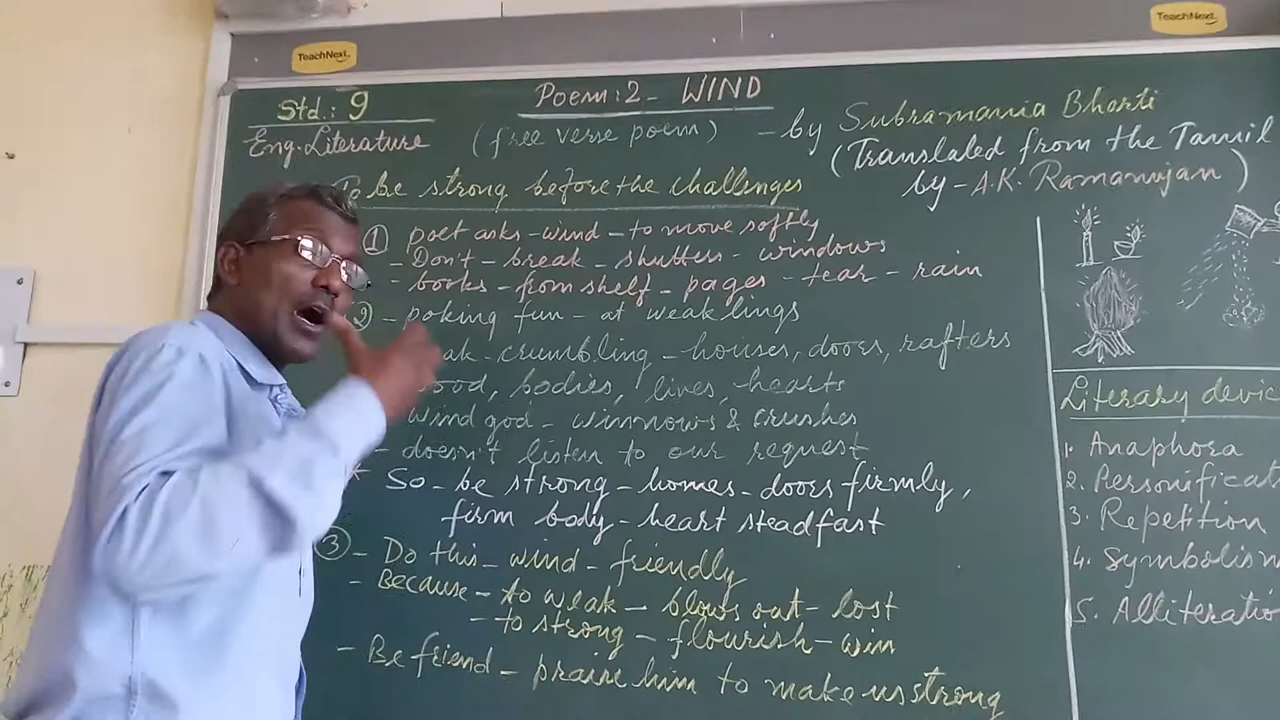 TeachNext
TeachNext
Std.: 9
Poem:2 - WIND
Eng. Literature
(free verse poem)
- by Subramania Bharti
(Translated from the Tamil
by - A.K. Ramanujan)
To be strong before the challenges
① poet asks - wind - to move softly
- Don't - break - shutters - windows
- books - from shelf - pages - tear - rain
② - poking fun - at weaklings
- crumbling - houses, doors, rafters
bodies, lives, hearts
wind god - winnows & crushes
- doesn't listen to our request
* So - be strong - homes - doors firmly,
firm body - heart steadfast
③ - Do this - wind - friendly
- Because - to weak - blows out - lost
- to strong - flourish - win
- Be friend - praise him to make us strong
Literary devic
1. Anaphora
2. Personificat
3. Repetition
4. Symbolism
5. Alliteratio